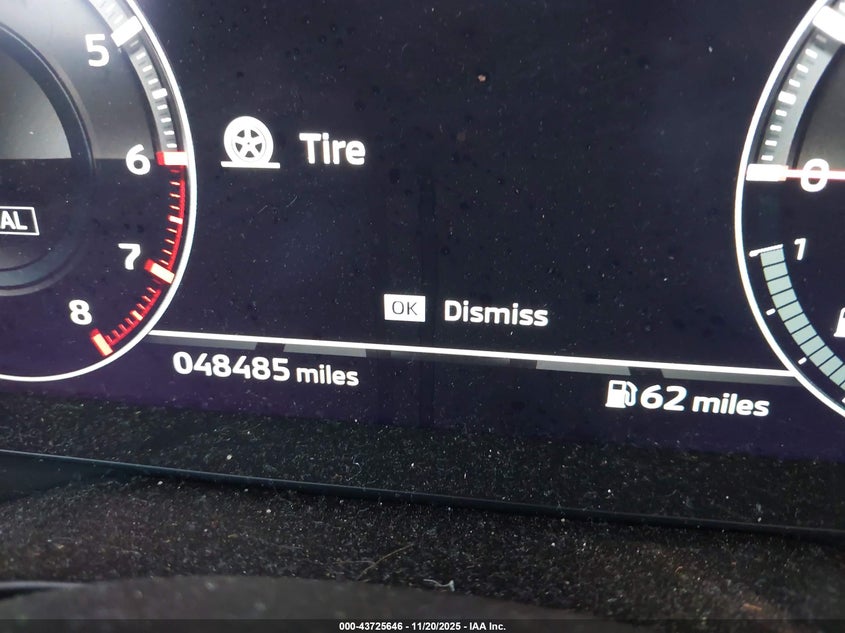 5
6
7
8
AL
Tire
OK Dismiss
048485 miles
62 miles
0
1
000-43725646 - 11/20/2025 - IAA Inc.